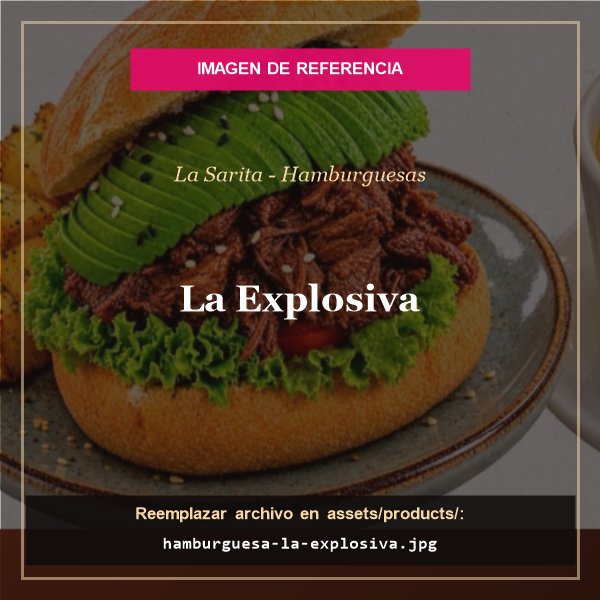 IMAGEN DE REFERENCIA
La Sarita - Hamburguesas
La Explosiva
Reemplazar archivo en assets/products/:
hamburguesa-la-explosiva.jpg